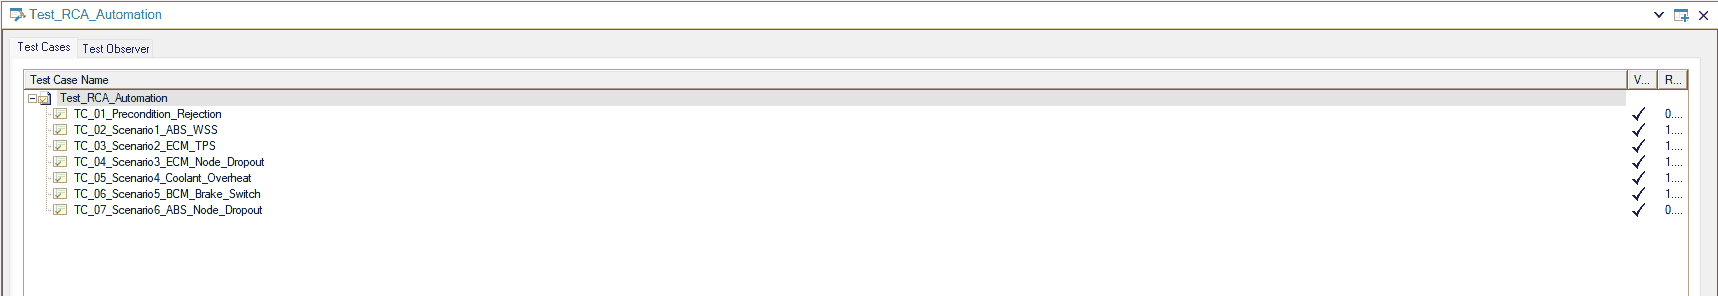 Test_RCA_Automation
Test Cases Test Observer
Test Case Name V... R...
Test_RCA_Automation
TC_01_Precondition_Rejection 0....
TC_02_Scenario1_ABS_WSS 1....
TC_03_Scenario2_ECM_TPS 1....
TC_04_Scenario3_ECM_Node_Dropout 1....
TC_05_Scenario4_Coolant_Overheat 1....
TC_06_Scenario5_BCM_Brake_Switch 1....
TC_07_Scenario6_ABS_Node_Dropout 0....